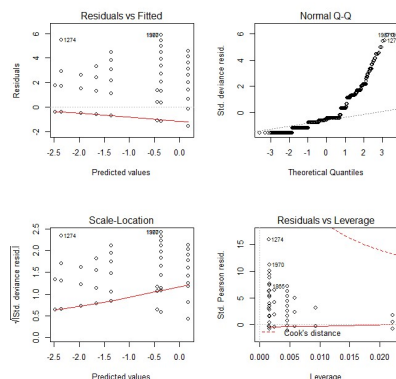 Residuals vs Fitted
Residuals
6
4
2
0
-2
1274
-2.5 -2.0 -1.5 -1.0 -0.5 0.0
Predicted values
Normal Q-Q
Std. deviance resid.
6
4
2
0
-3 -2 -1 0 1 2 3
Theoretical Quantiles
Scale-Location
√|Std. deviance resid.|
2.5
2.0
1.5
1.0
0.5
0.0
1274
-2.5 -2.0 -1.5 -1.0 -0.5 0.0
Predicted values
Residuals vs Leverage
Std. Pearson resid.
15
10
5
0
1274
1970
Cook's distance
0.000 0.005 0.010 0.015 0.020
Leverage